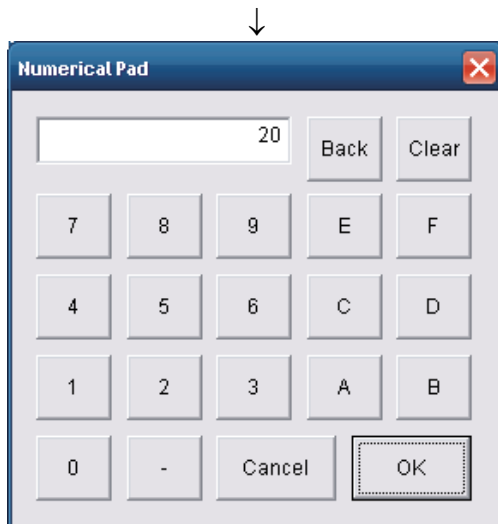 ↓
Numerical Pad
20 Back Clear
7 8 9 E F
4 5 6 C D
1 2 3 A B
0 - Cancel OK